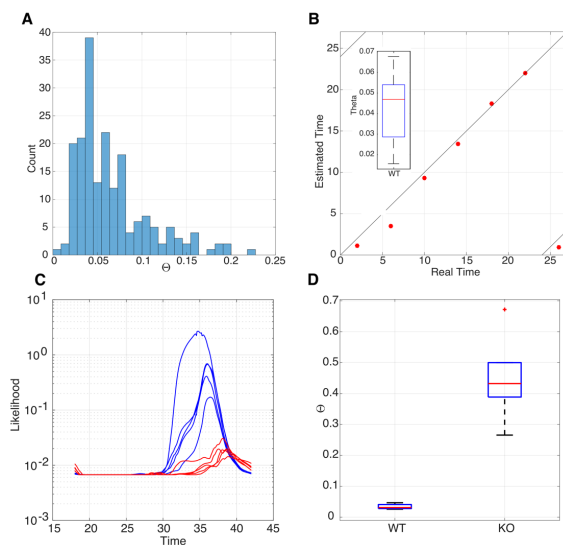 A
40
35
30
25
20
15
10
5
0
Count
0 0.05 0.1 0.15 0.2 0.25
Θ
B
25
20
15
10
5
0
Estimated Time
0 5 10 15 20 25
Real Time
0.07
0.06
0.05
0.04
0.03
0.02
Theta
WT
C
10^1
10^0
10^-1
10^-2
10^-3
Likelihood
15 20 25 30 35 40 45
Time
D
0.7
0.6
0.5
0.4
0.3
0.2
0.1
0
Θ
WT KO